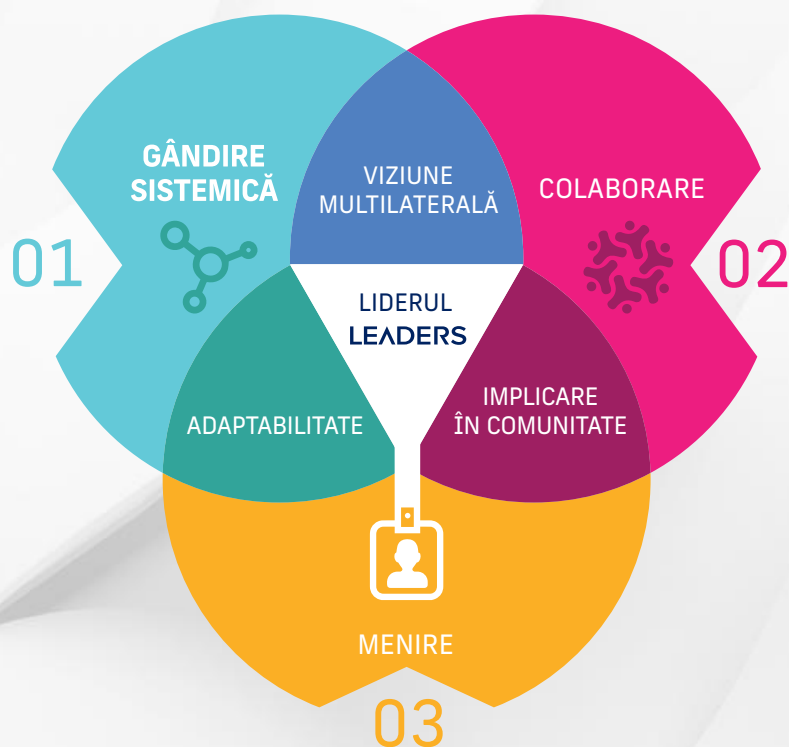 GÂNDIRE
SISTEMICĂ
01
VIZIUNE
MULTILATERALĂ
COLABORARE
02
LIDERUL
LEADERS
ADAPTABILITATE
IMPLICARE
ÎN COMUNITATE
MENIRE
03